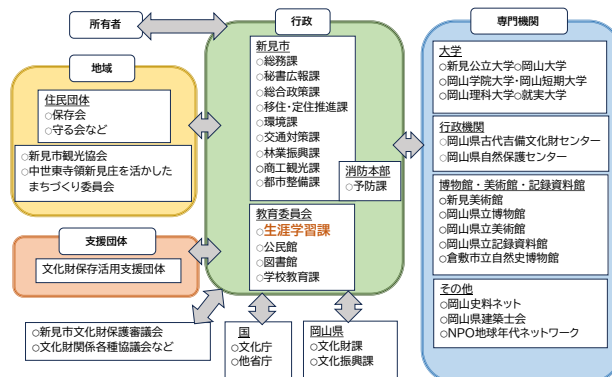 所有者
行政
専門機関
新見市
○総務課
○秘書広報課
○総合政策課
○移住・定住推進課
○環境課
○交通対策課
○林業振興課
○商工観光課
○都市整備課
消防本部
○予防課
教育委員会
○生涯学習課
○公民館
○図書館
○学校教育課
地域
住民団体
○保存会
○守る会など
○新見市観光協会
○中世東寺領新見庄を活かした
まちづくり委員会
支援団体
文化財保存活用支援団体
○新見市文化財保護審議会
○文化財関係各種協議会など
国
○文化庁
○他省庁
岡山県
○文化財課
○文化振興課
大学
○新見公立大学○岡山大学
○岡山学院大学・岡山短期大学
○岡山理科大学○就実大学
行政機関
○岡山県古代吉備文化財センター
○岡山県自然保護センター
博物館・美術館・記録資料館
○新見美術館
○岡山県立博物館
○岡山県立美術館
○岡山県立記録資料館
○倉敷市立自然史博物館
その他
○岡山史料ネット
○岡山県建築士会
○NPO地球年代ネットワーク